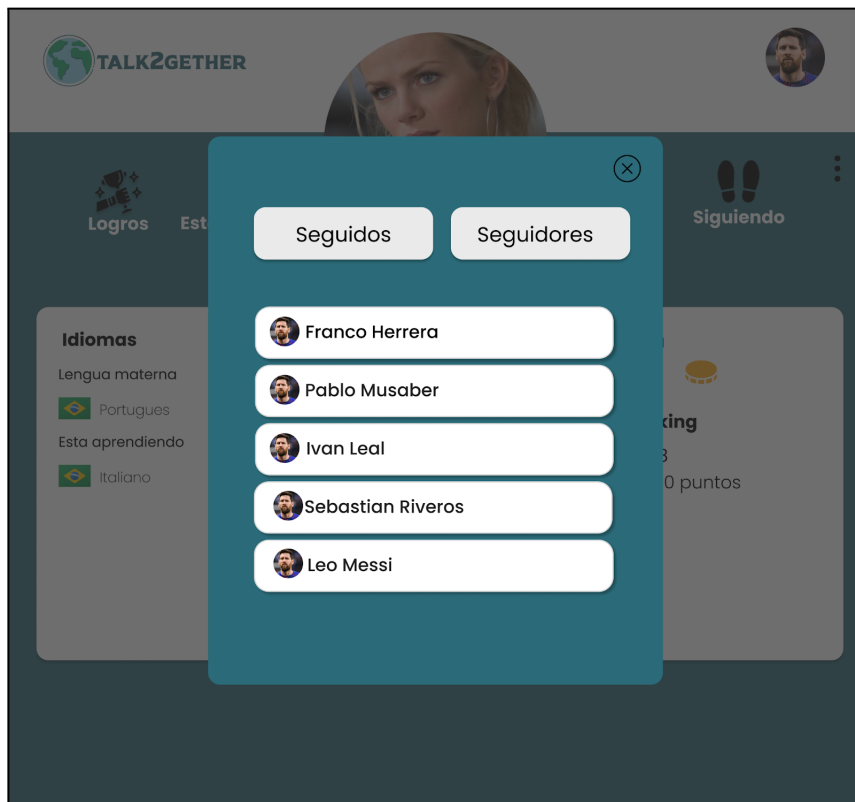 TALK2GETHER
Logros
Est
Siguiendo
Seguidos
Seguidores
Franco Herrera
Pablo Musaber
Ivan Leal
Sebastian Riveros
Leo Messi
Idiomas
Lengua materna
Portugues
Esta aprendiendo
Italiano
king
3
0 puntos